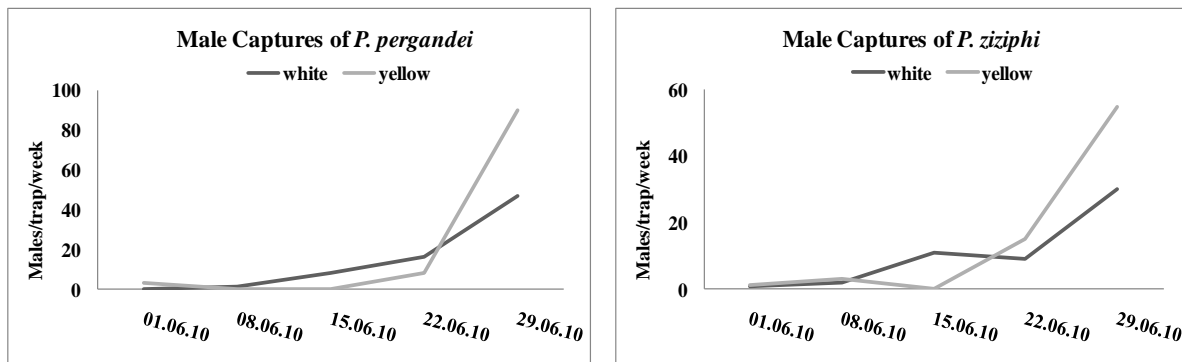 Male Captures of P. pergandei
white yellow
Males/trap/week
100
80
60
40
20
0
01.06.10 08.06.10 15.06.10 22.06.10 29.06.10
Male Captures of P. ziziphi
white yellow
Males/trap/week
60
40
20
0
01.06.10 08.06.10 15.06.10 22.06.10 29.06.10